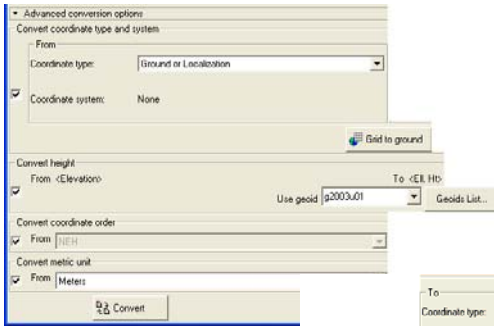 Advanced conversion options
Convert coordinate type and system
From
Coordinate type: Ground or Localization
Coordinate system: None
Grid to ground
Convert height
From <Elevation> To <Ell. Ht>
Use geoid g2003u01 Geoids List...
Convert coordinate order
From NEH
Convert metric unit
From Meters
Convert
To
Coordinate type: